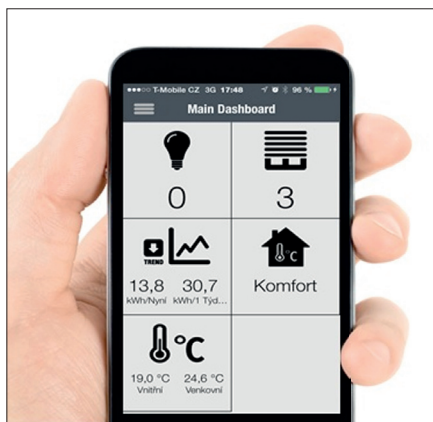 T-Mobile CZ 3G 17:48 96 %
Main Dashboard
0 3
TREND °C
13,8 30,7 Komfort
kWh/Nyní kWh/1 Týd...
°C
19,0 °C 24,6 °C
Vnitřní Venkovní